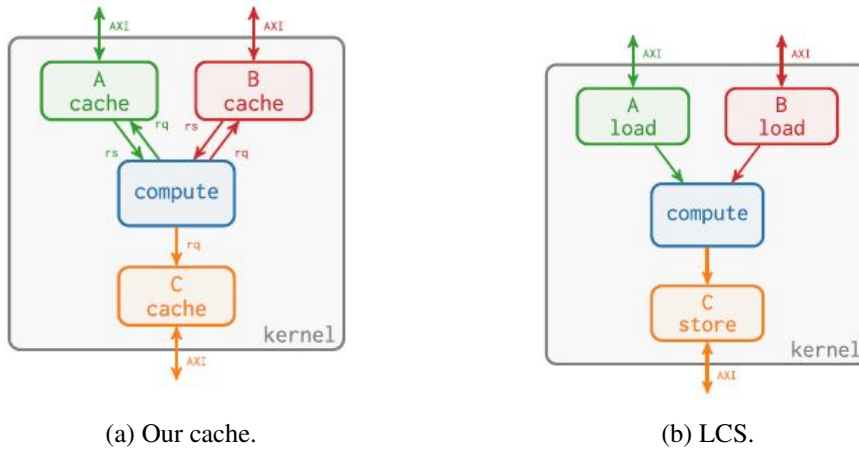 AXI
AXI
A
cache
B
cache
rq
rs
rs
rq
compute
rq
C
cache
kernel
AXI
(a) Our cache.
AXI
AXI
A
load
B
load
compute
C
store
kernel
AXI
(b) LCS.